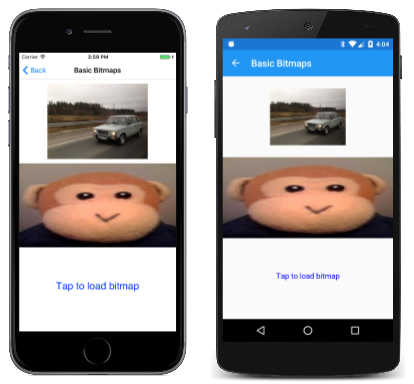 Carrier 3:59 PM
Back Basic Bitmaps
Tap to load bitmap
4:04
Basic Bitmaps
Tap to load bitmap